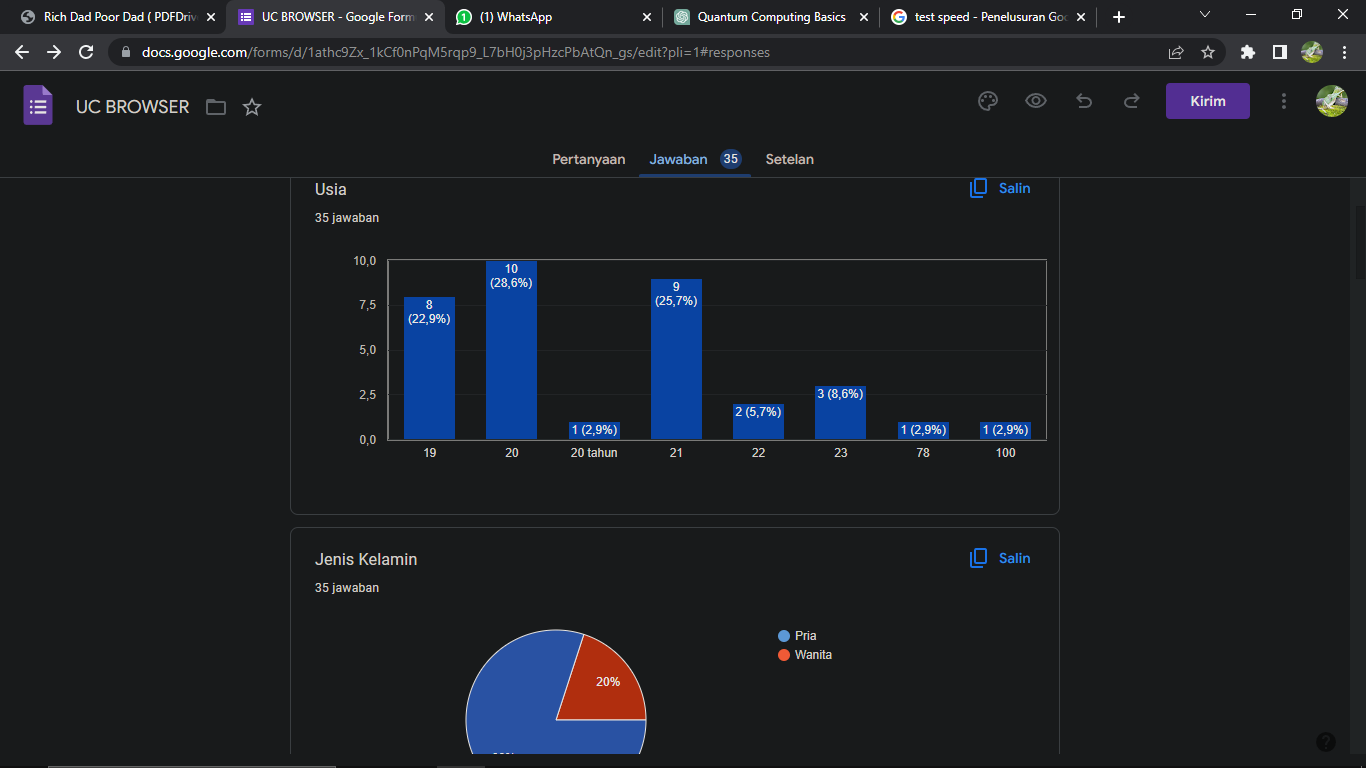 Rich Dad Poor Dad ( PDFDriv
UC BROWSER - Google Form
(1) WhatsApp
Quantum Computing Basics
test speed - Penelusuran Goo
docs.google.com/forms/d/1athc9Zx_1kCf0nPqM5rqp9_L7bH0j3pHzcPbAtQn_gs/edit?pli=1#responses
UC BROWSER
Kirim
Pertanyaan
Jawaban 35
Setelan
Usia
Salin
35 jawaban
10,0
7,5
5,0
2,5
0,0
8
(22,9%)
10
(28,6%)
1 (2,9%)
9
(25,7%)
2 (5,7%)
3 (8,6%)
1 (2,9%)
1 (2,9%)
19
20
20 tahun
21
22
23
78
100
Jenis Kelamin
Salin
35 jawaban
Pria
Wanita
20%